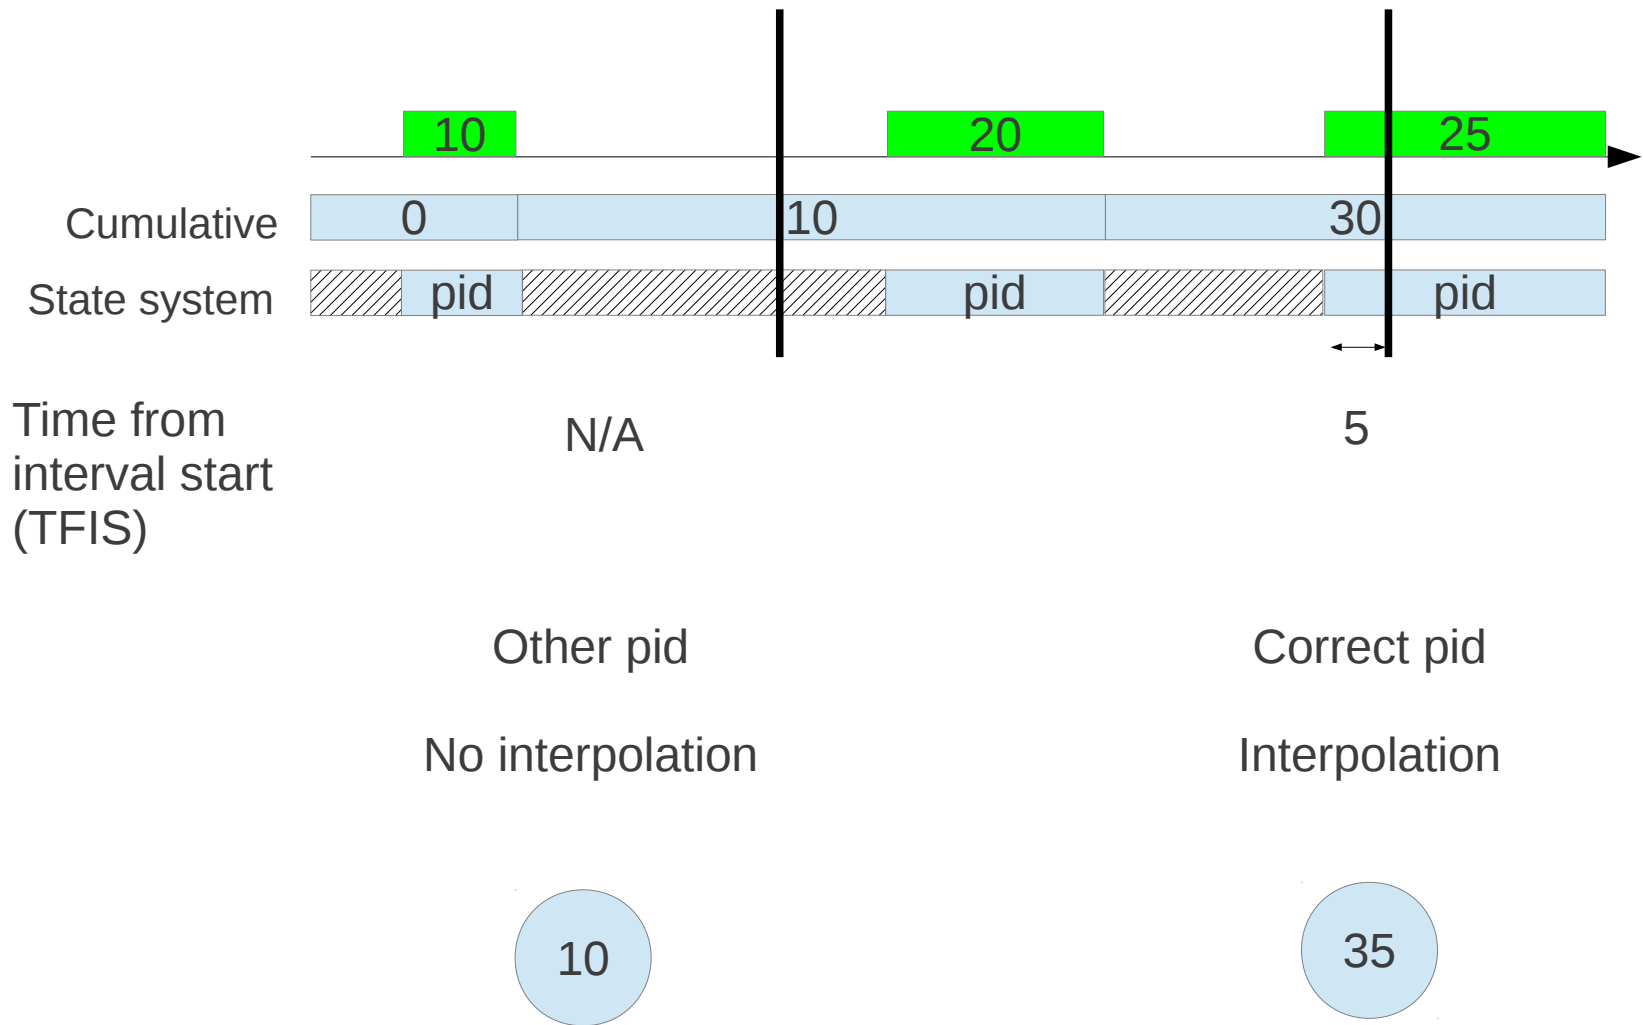 10
20
25
Cumulative
0
10
30
State system
pid
pid
pid
Time from
interval start
(TFIS)
N/A
5
Other pid
Correct pid
No interpolation
Interpolation
10
35